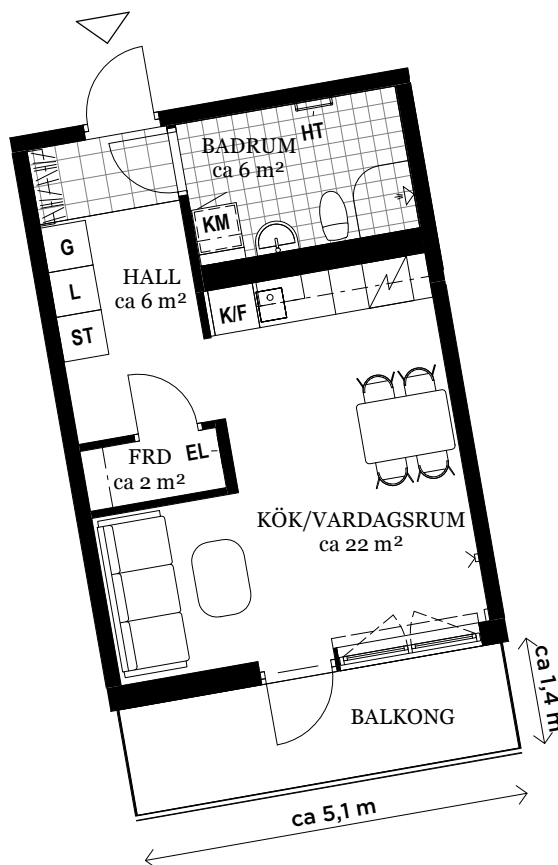 HT
BADRUM
ca 6 m²
KM
G
HALL
L
ca 6 m²
K/F
ST
FRD
EL
ca 2 m²
KÖK/VARDAGSRUM
ca 22 m²
ca 1,4 m
BALKONG
ca 5,1 m